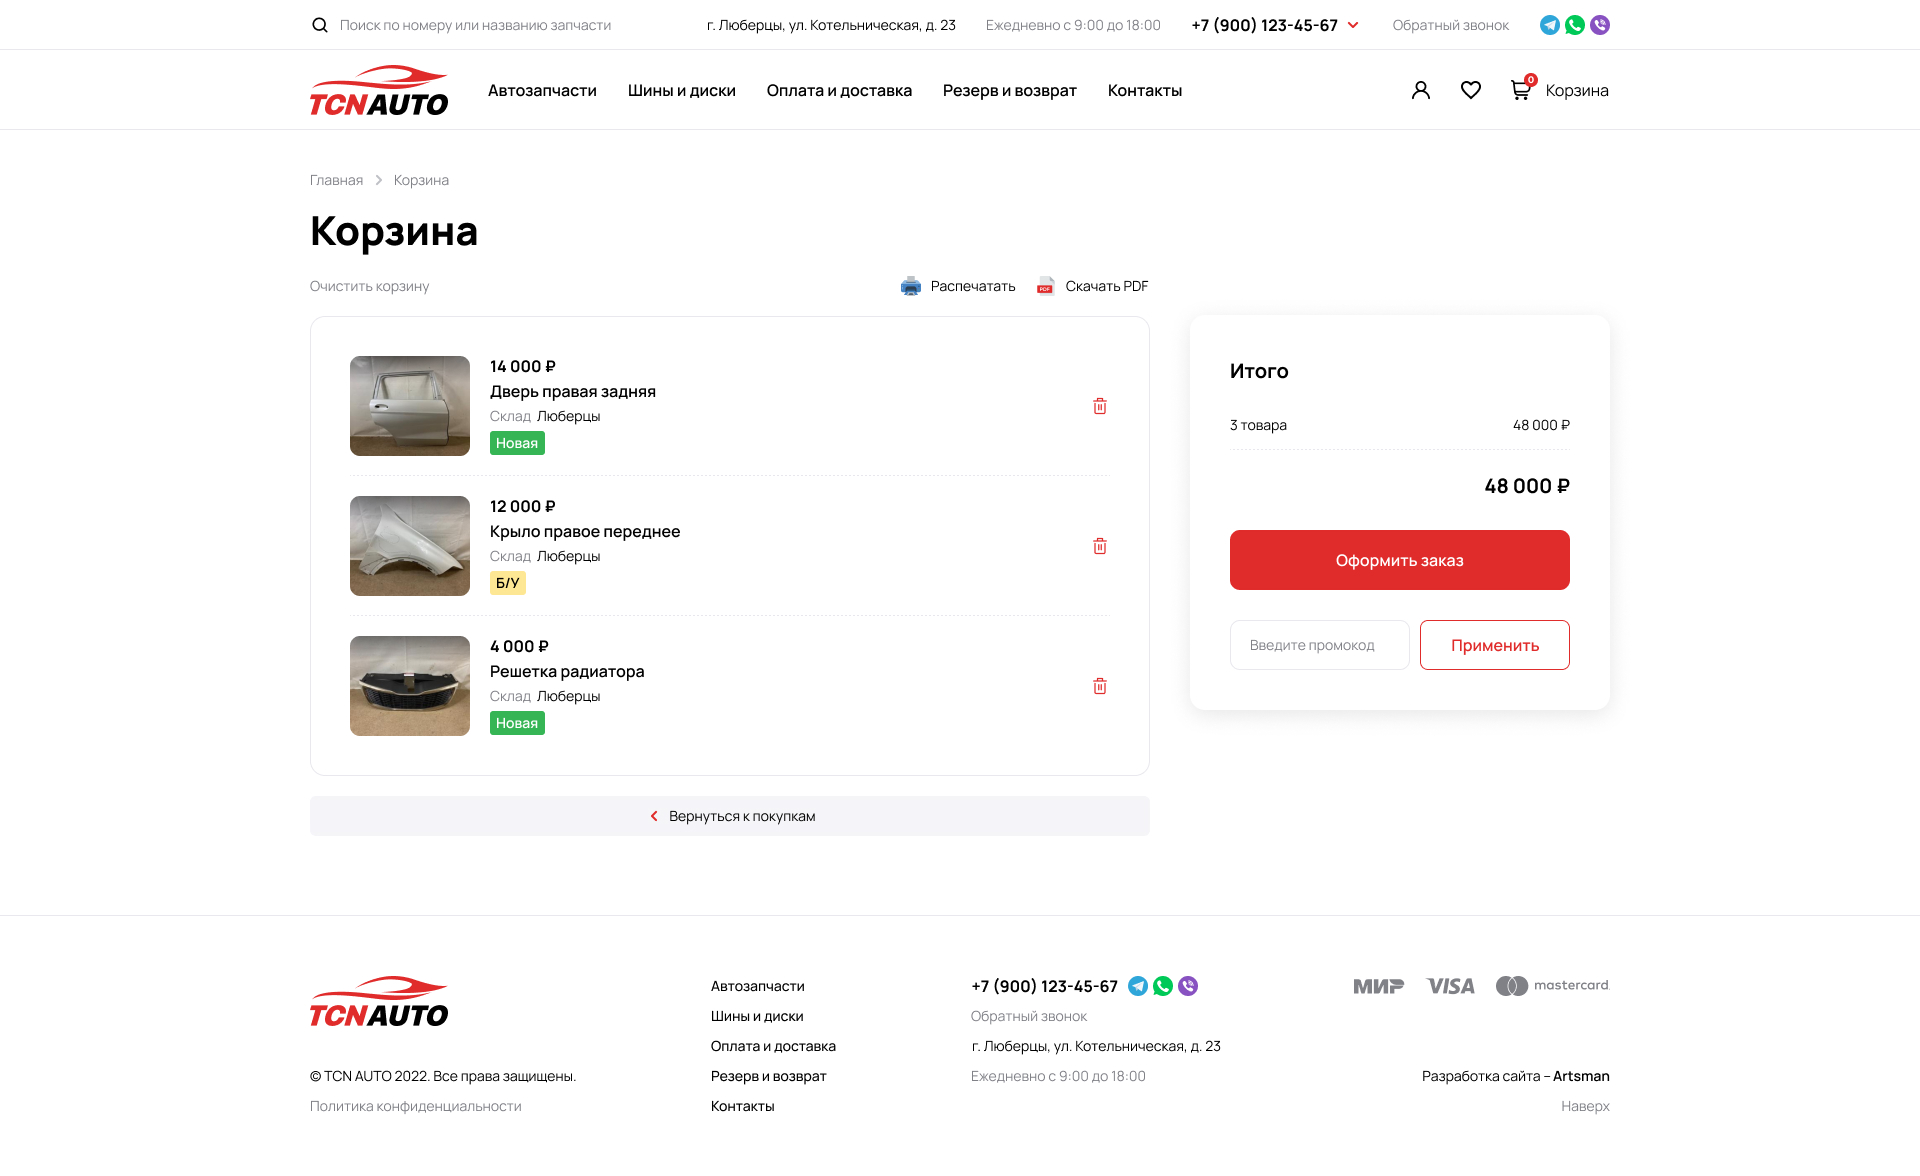 Поиск по номеру или названию запчасти
г. Люберцы, ул. Котельническая, д. 23
Ежедневно с 9:00 до 18:00
+7 (900) 123-45-67
Обратный звонок
TCNAUTO
Автозапчасти
Шины и диски
Оплата и доставка
Резерв и возврат
Контакты
0
Корзина
Главная
Корзина
Корзина
Очистить корзину
Распечатать
PDF
Скачать PDF
14 000 ₽
Дверь правая задняя
Склад Люберцы
Новая
12 000 ₽
Крыло правое переднее
Склад Люберцы
Б/У
4 000 ₽
Решетка радиатора
Склад Люберцы
Новая
Вернуться к покупкам
Итого
3 товара 48 000 ₽
48 000 ₽
Оформить заказ
Введите промокод
Применить
TCNAUTO
© TCN AUTO 2022. Все права защищены.
Политика конфиденциальности
Автозапчасти
Шины и диски
Оплата и доставка
Резерв и возврат
Контакты
+7 (900) 123-45-67
Обратный звонок
г. Люберцы, ул. Котельническая, д. 23
Ежедневно с 9:00 до 18:00
МИР
VISA
mastercard.
Разработка сайта – Artsman
Наверх